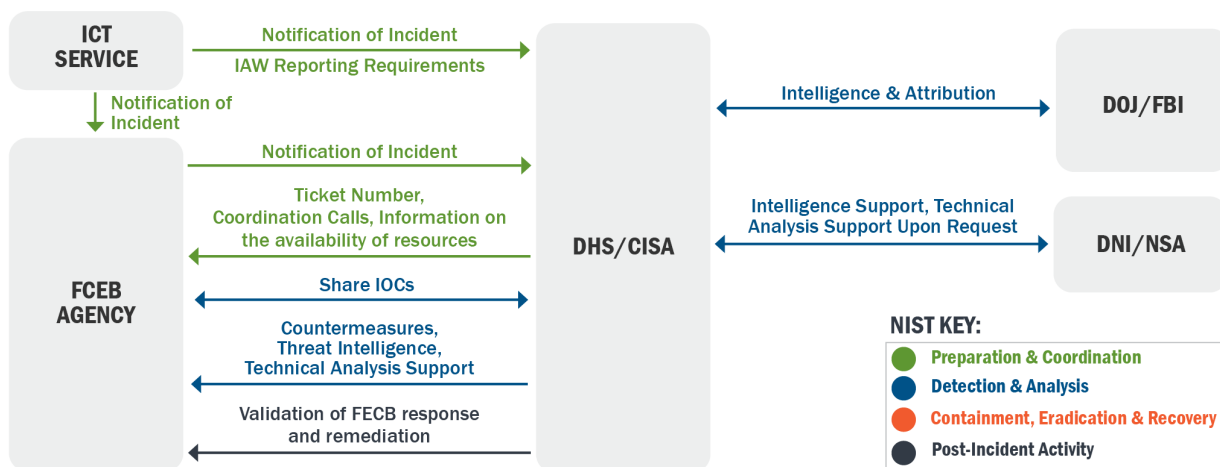 ICT
SERVICE
Notification of Incident
IAW Reporting Requirements
Notification of
Incident
FCEB
AGENCY
Notification of Incident
Ticket Number,
Coordination Calls, Information on
the availability of resources
Share IOCs
Countermeasures,
Threat Intelligence,
Technical Analysis Support
Validation of FECB response
and remediation
DHS/CISA
Intelligence & Attribution
DOJ/FBI
Intelligence Support, Technical
Analysis Support Upon Request
DNI/NSA
NIST KEY:
Preparation & Coordination
Detection & Analysis
Containment, Eradication & Recovery
Post-Incident Activity